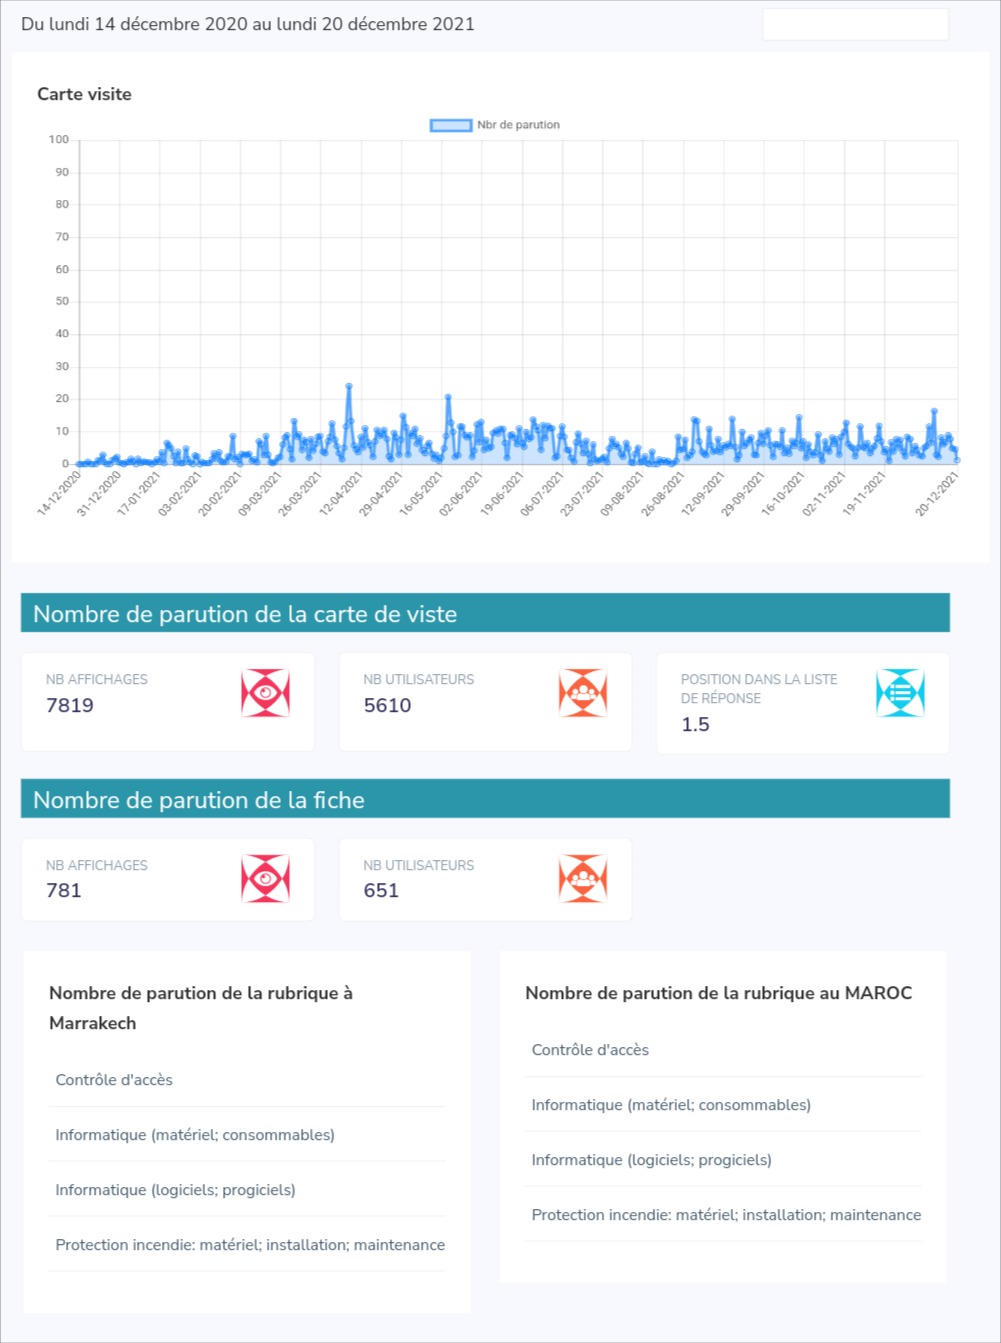 Du lundi 14 décembre 2020 au lundi 20 décembre 2021
Carte visite
Nbr de parution
100
90
80
70
60
50
40
30
20
10
0
14-12-2020
31-12-2020
17-01-2021
03-02-2021
20-02-2021
09-03-2021
26-03-2021
12-04-2021
29-04-2021
16-05-2021
02-06-2021
19-06-2021
06-07-2021
23-07-2021
09-08-2021
26-08-2021
12-09-2021
29-09-2021
16-10-2021
02-11-2021
19-11-2021
20-12-2021
Nombre de parution de la carte de viste
NB AFFICHAGES
7819
NB UTILISATEURS
5610
POSITION DANS LA LISTE
DE RÉPONSE
1.5
Nombre de parution de la fiche
NB AFFICHAGES
781
NB UTILISATEURS
651
Nombre de parution de la rubrique à
Marrakech
Contrôle d'accès
Informatique (matériel; consommables)
Informatique (logiciels; progiciels)
Protection incendie: matériel; installation; maintenance
Nombre de parution de la rubrique au MAROC
Contrôle d'accès
Informatique (matériel; consommables)
Informatique (logiciels; progiciels)
Protection incendie: matériel; installation; maintenance